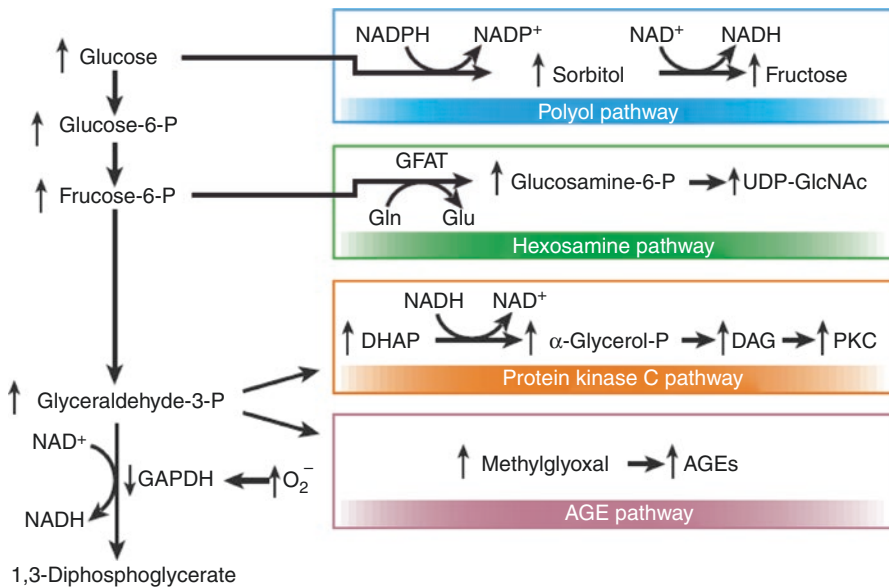 NADPH NADP⁺ NAD⁺ NADH
↑ Glucose
↑ Sorbitol ↑ Fructose
Polyol pathway
↑ Glucose-6-P
GFAT
↑ Frucose-6-P
↑ Glucosamine-6-P ↑ UDP-GlcNAc
Gln Glu
Hexosamine pathway
NADH NAD⁺
↑ DHAP ↑ α-Glycerol-P ↑ DAG ↑ PKC
Protein kinase C pathway
↑ Glyceraldehyde-3-P
NAD⁺
↑ Methylglyoxal ↑ AGEs
↓ GAPDH ↑ O₂⁻
NADH
AGE pathway
1,3-Diphosphoglycerate